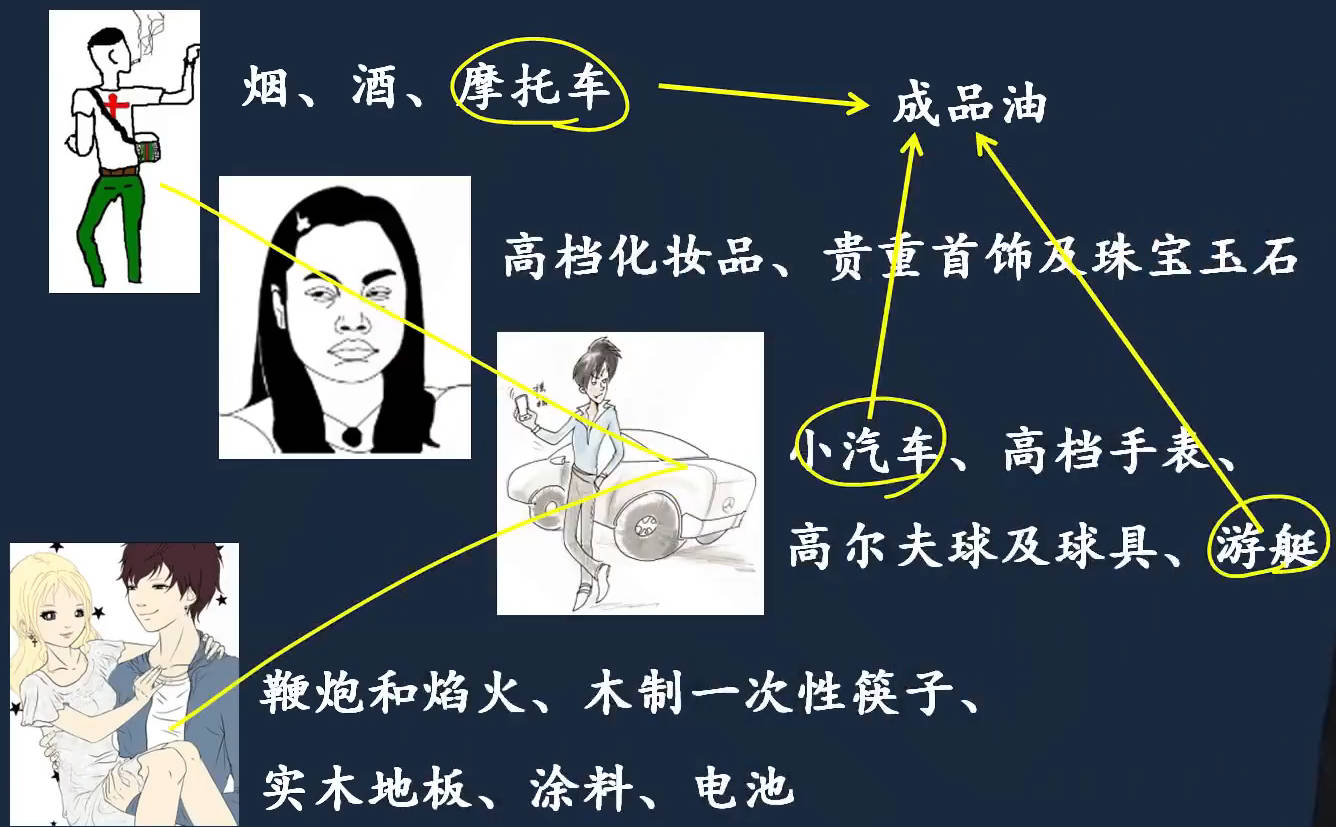 烟、酒、摩托车
成品油
高档化妆品、贵重首饰及珠宝玉石
小汽车、高档手表、
高尔夫球及球具、游艇
鞭炮和焰火、木制一次性筷子、
实木地板、涂料、电池